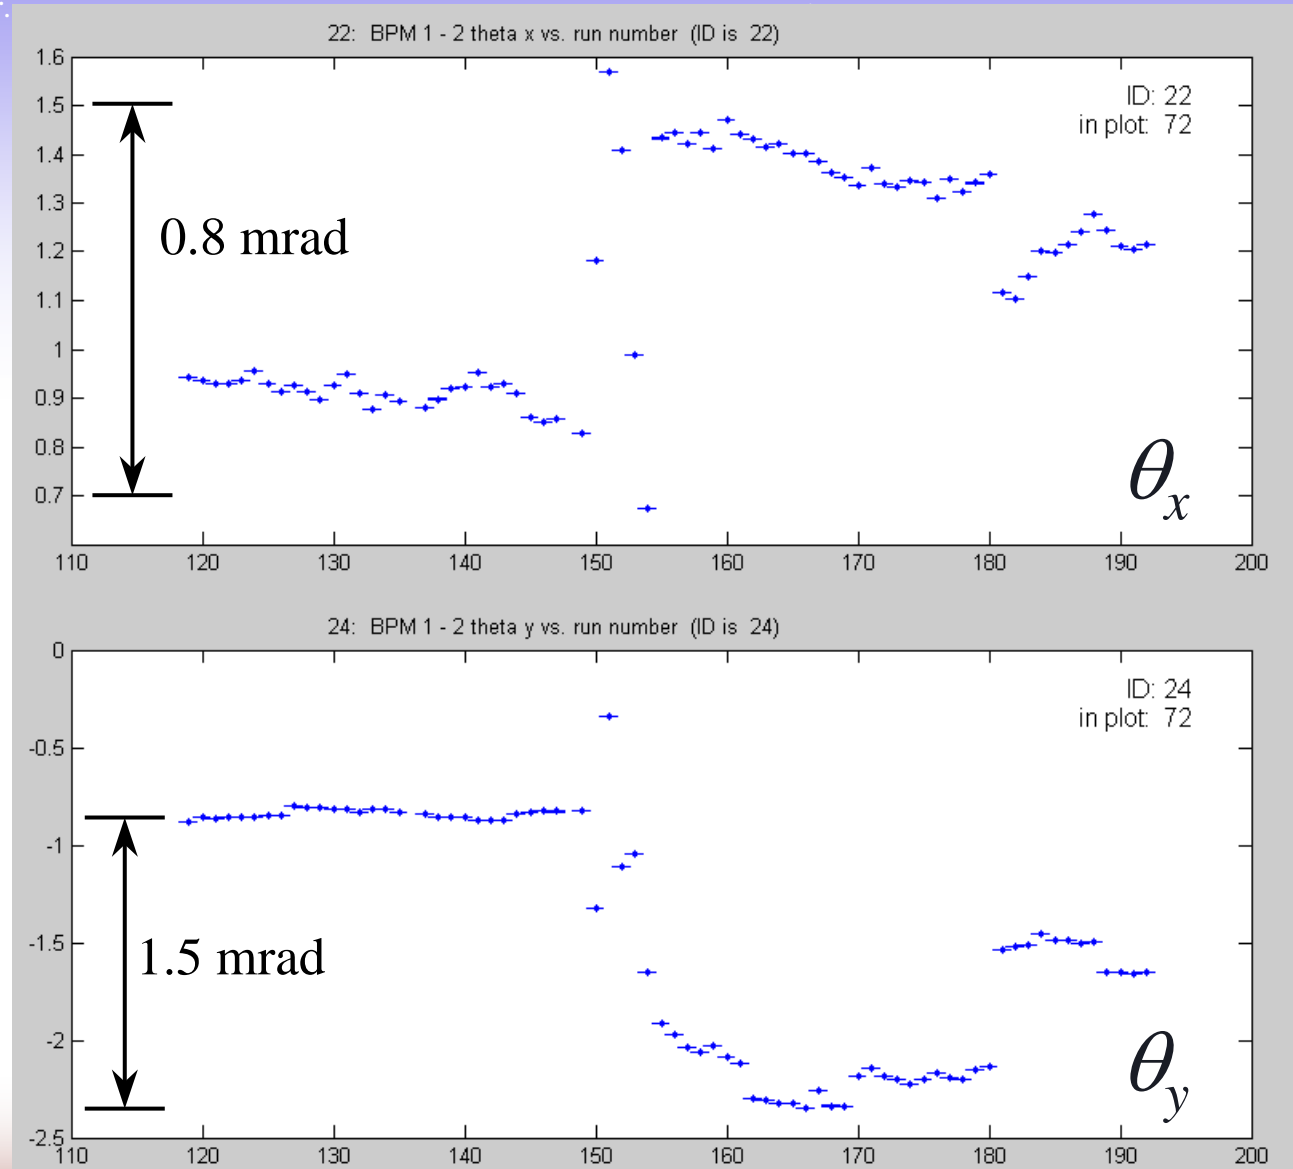 22:  BPM 1 - 2 theta x vs. run number  (ID is  22)
1.6
1.5
1.4
1.3
1.2
1.1
1
0.9
0.8
0.7
ID: 22
in plot:  72
0.8 mrad
θx
110 120 130 140 150 160 170 180 190 200
24:  BPM 1 - 2 theta y vs. run number  (ID is  24)
0
-0.5
-1
-1.5
-2
-2.5
ID: 24
in plot:  72
1.5 mrad
θy
110 120 130 140 150 160 170 180 190 200